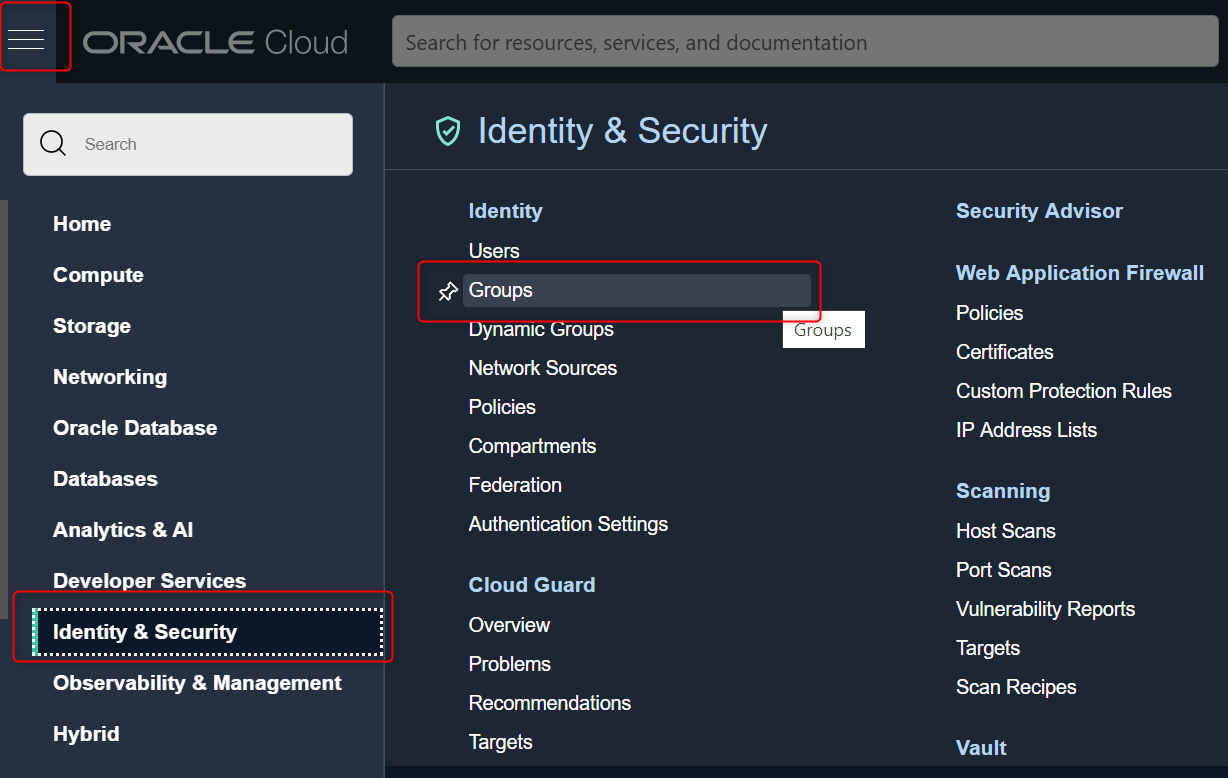 ORACLE Cloud
Search for resources, services, and documentation
Search
Home
Compute
Storage
Networking
Oracle Database
Databases
Analytics & AI
Developer Services
Identity & Security
Observability & Management
Hybrid
Identity & Security
Identity
Users
Groups
Dynamic Groups
Groups
Network Sources
Policies
Compartments
Federation
Authentication Settings
Cloud Guard
Overview
Problems
Recommendations
Targets
Security Advisor
Web Application Firewall
Policies
Certificates
Custom Protection Rules
IP Address Lists
Scanning
Host Scans
Port Scans
Vulnerability Reports
Targets
Scan Recipes
Vault